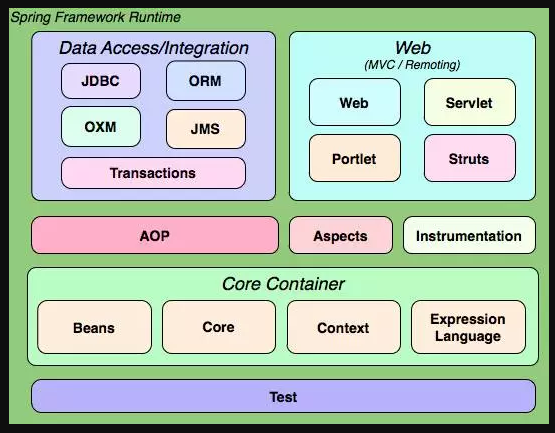 Spring Framework Runtime
Data Access/Integration
JDBC
ORM
OXM
JMS
Transactions
Web
(MVC / Remoting)
Web
Servlet
Portlet
Struts
AOP
Aspects
Instrumentation
Core Container
Beans
Core
Context
Expression
Language
Test